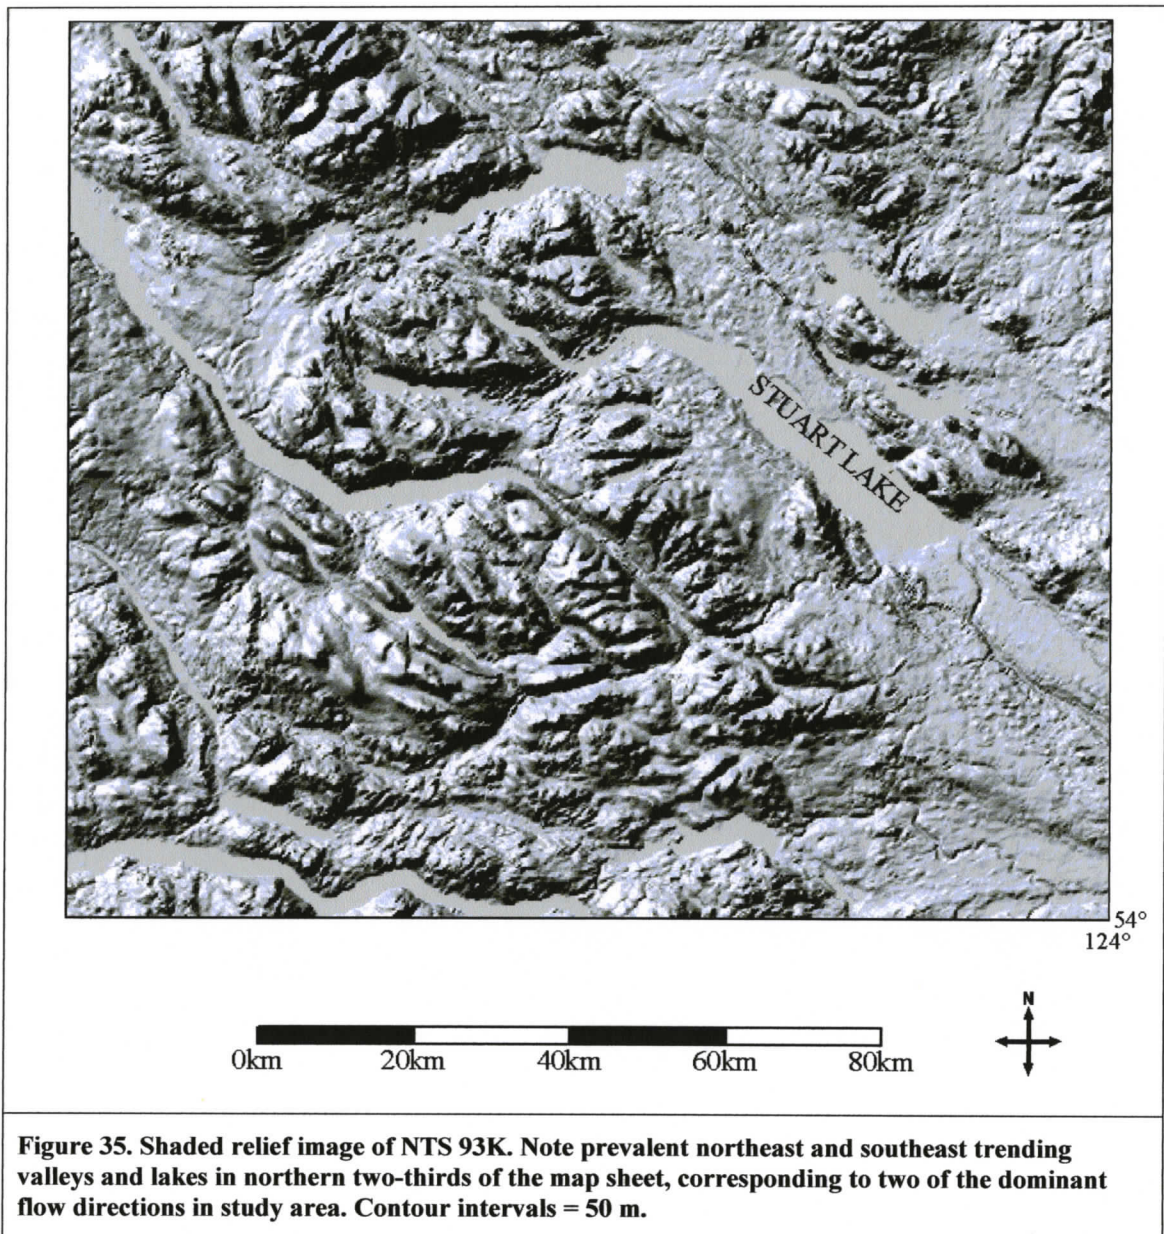 STUART LAKE
54°
124°
N
0km 20km 40km 60km 80km
Figure 35. Shaded relief image of NTS 93K. Note prevalent northeast and southeast trending
valleys and lakes in northern two-thirds of the map sheet, corresponding to two of the dominant
flow directions in study area. Contour intervals = 50 m.